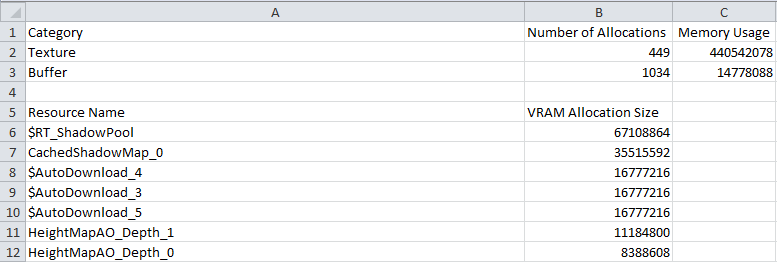 A B C
1 Category Number of Allocations Memory Usage
2 Texture 449 440542078
3 Buffer 1034 14778088
4
5 Resource Name VRAM Allocation Size
6 $RT_ShadowPool 67108864
7 CachedShadowMap_0 35515592
8 $AutoDownload_4 16777216
9 $AutoDownload_3 16777216
10 $AutoDownload_5 16777216
11 HeightMapAO_Depth_1 11184800
12 HeightMapAO_Depth_0 8388608